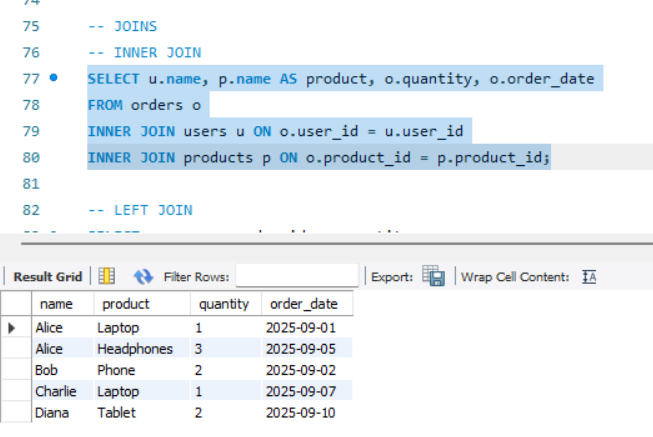 75 -- JOINS
76 -- INNER JOIN
77 SELECT u.name, p.name AS product, o.quantity, o.order_date
78 FROM orders o
79 INNER JOIN users u ON o.user_id = u.user_id
80 INNER JOIN products p ON o.product_id = p.product_id;
81
82 -- LEFT JOIN
Result Grid Filter Rows: Export: Wrap Cell Content:
name product quantity order_date
Alice Laptop 1 2025-09-01
Alice Headphones 3 2025-09-05
Bob Phone 2 2025-09-02
Charlie Laptop 1 2025-09-07
Diana Tablet 2 2025-09-10